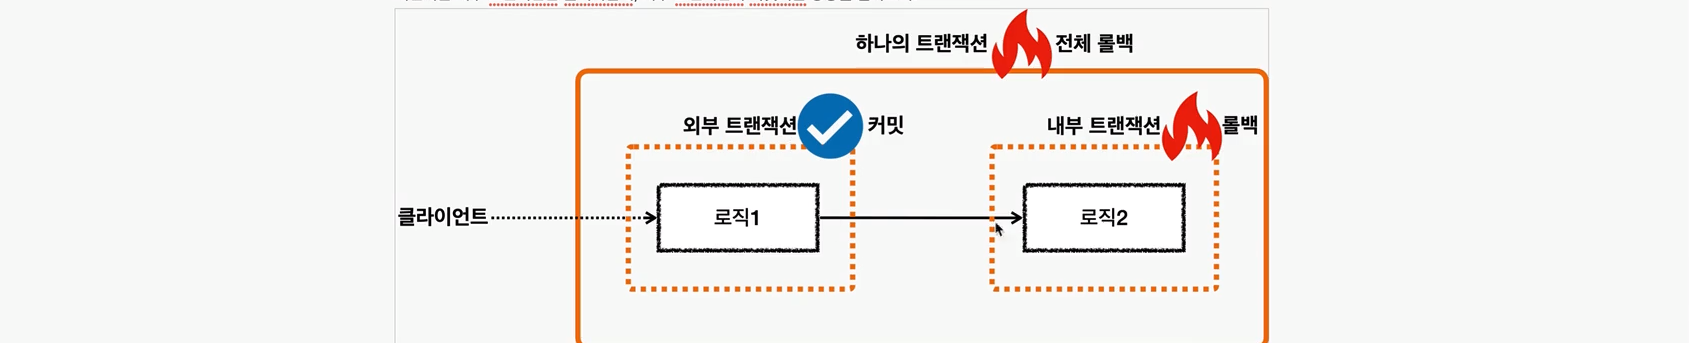 하나의 트랜잭션 전체 롤백
외부 트랜잭션 커밋
내부 트랜잭션 롤백
클라이언트
로직1
로직2